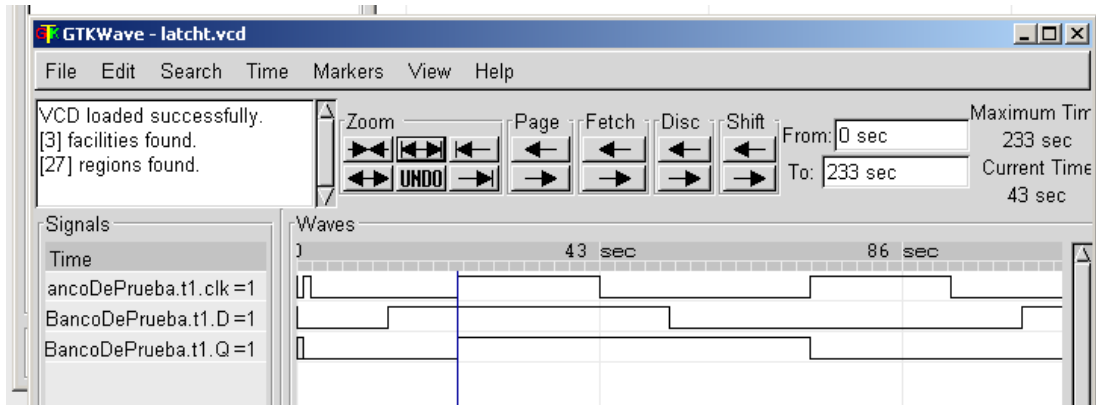 GTKWave - latcht.vcd
File Edit Search Time Markers View Help
VCD loaded successfully.
[3] facilities found.
[27] regions found.
Zoom
UNDO
Page
Fetch
Disc
Shift
From: 0 sec
To: 233 sec
Maximum Tim
233 sec
Current Time
43 sec
Signals
Time
ancoDePrueba.t1.clk =1
BancoDePrueba.t1.D =1
BancoDePrueba.t1.Q =1
Waves
43 sec 86 sec